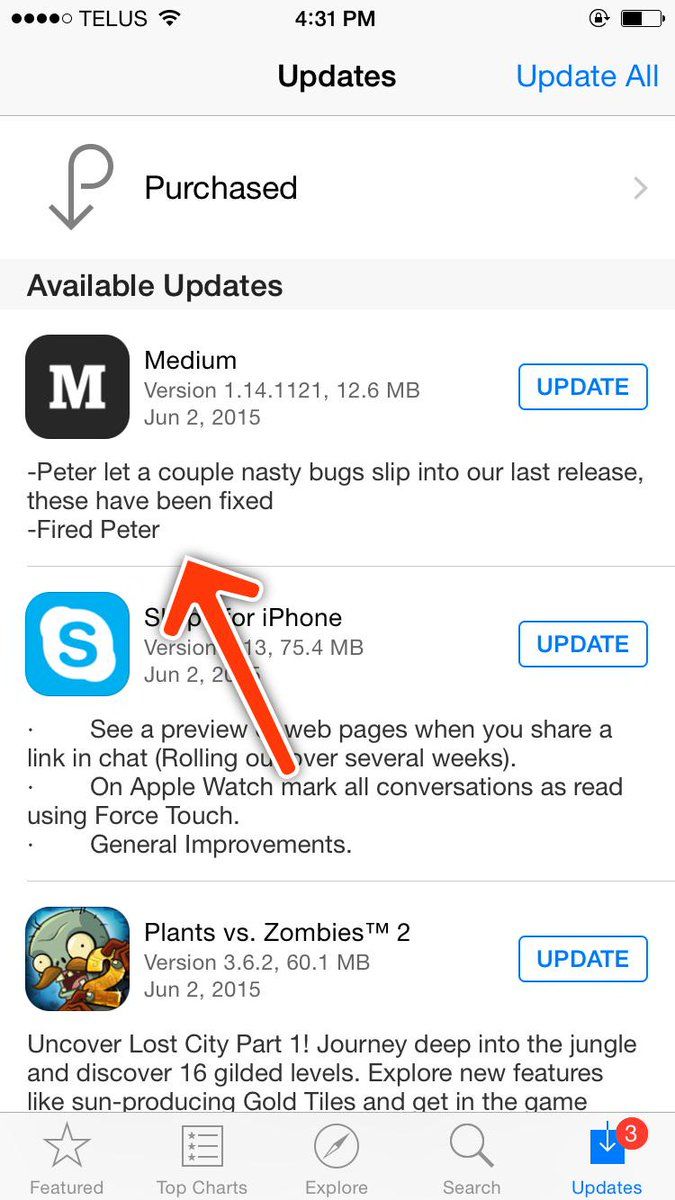 TELUS 4:31 PM
Updates Update All
Purchased
Available Updates
M
Medium
Version 1.14.1121, 12.6 MB
Jun 2, 2015
UPDATE
-Peter let a couple nasty bugs slip into our last release,
these have been fixed
-Fired Peter
S
for iPhone
Version 13, 75.4 MB
Jun 2,
UPDATE
· See a preview web pages when you share a
link in chat (Rolling over several weeks).
· On Apple Watch mark all conversations as read
using Force Touch.
· General Improvements.
2
Plants vs. Zombies™ 2
Version 3.6.2, 60.1 MB
Jun 2, 2015
UPDATE
Uncover Lost City Part 1! Journey deep into the jungle
and discover 16 gilded levels. Explore new features
like sun-producing Gold Tiles and get in the game
3
Featured Top Charts Explore Search Updates